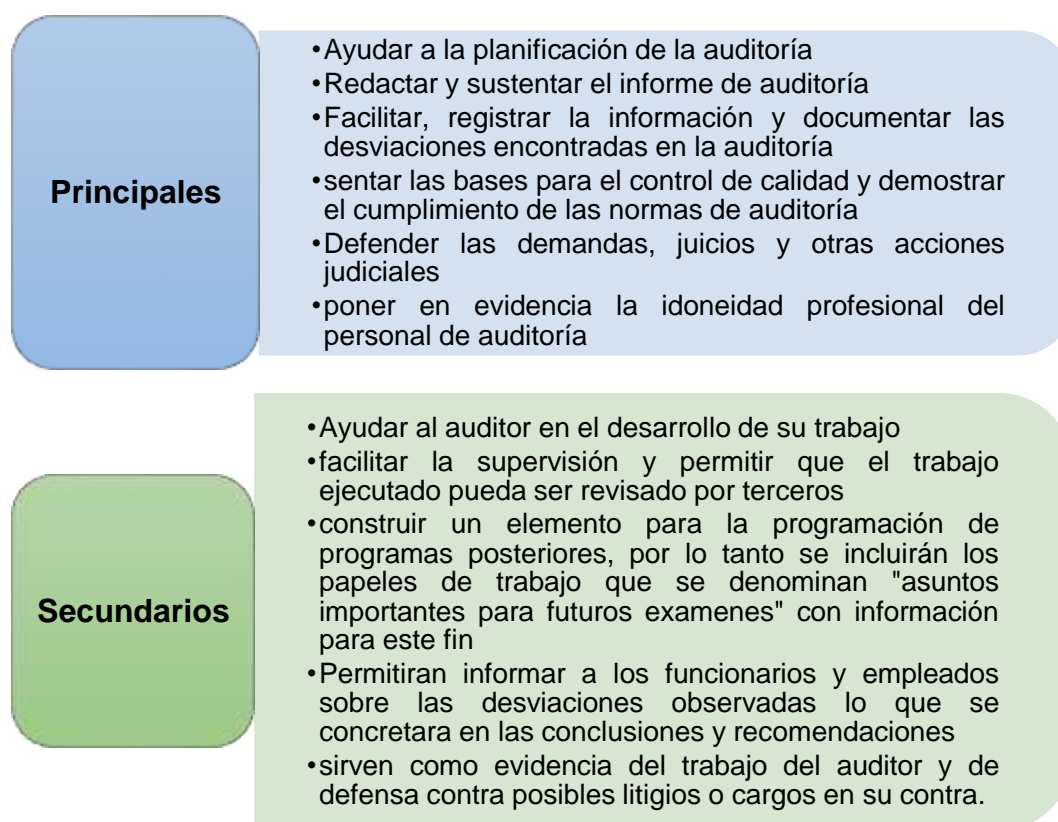 Principales
•Ayudar a la planificación de la auditoría
•Redactar y sustentar el informe de auditoría
•Facilitar, registrar la información y documentar las
desviaciones encontradas en la auditoría
•sentar las bases para el control de calidad y demostrar
el cumplimiento de las normas de auditoría
•Defender las demandas, juicios y otras acciones
judiciales
•poner en evidencia la idoneidad profesional del
personal de auditoría
Secundarios
•Ayudar al auditor en el desarrollo de su trabajo
•facilitar la supervisión y permitir que el trabajo
ejecutado pueda ser revisado por terceros
•construir un elemento para la programación de
programas posteriores, por lo tanto se incluirán los
papeles de trabajo que se denominan "asuntos
importantes para futuros examenes" con información
para este fin
•Permitiran informar a los funcionarios y empleados
sobre las desviaciones observadas lo que se
concretara en las conclusiones y recomendaciones
•sirven como evidencia del trabajo del auditor y de
defensa contra posibles litigios o cargos en su contra.